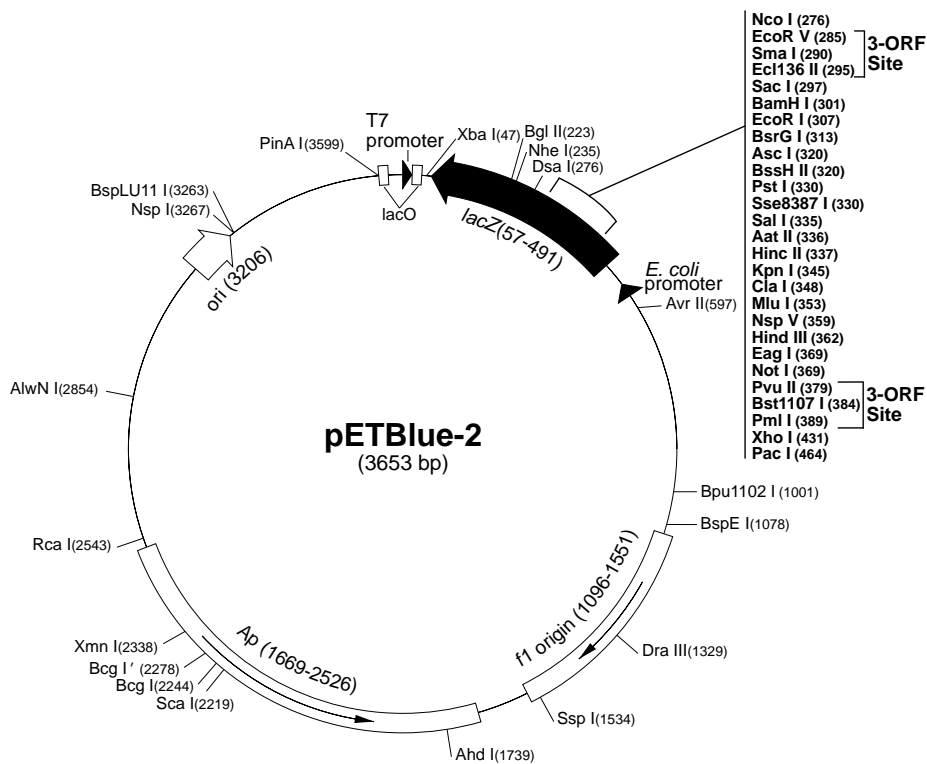 Nco I (276)
EcoR V (285)
Sma I (290)
Ecl136 II (295)
3-ORF
Site
Sac I (297)
BamH I (301)
EcoR I (307)
BsrG I (313)
Asc I (320)
BssH II (320)
Pst I (330)
Sse8387 I (330)
Sal I (335)
Aat II (336)
Hinc II (337)
Kpn I (345)
Cla I (348)
Mlu I (353)
Nsp V (359)
Hind III (362)
Eag I (369)
Not I (369)
Pvu II (379)
Bst1107 I (384)
Pml I (389)
3-ORF
Site
Xho I (431)
Pac I (464)
T7
promoter
PinA I(3599)
Xba I(47)
Bgl II(223)
Nhe I(235)
Dsa I(276)
BspLU11 I(3263)
Nsp I(3267)
lacO
lacZ(57-491)
ori (3206)
E. coli
promoter
Avr II(597)
AlwN I(2854)
pETBlue-2
(3653 bp)
Bpu1102 I(1001)
BspE I(1078)
Rca I(2543)
f1 origin (1096-1551)
Ap (1669-2526)
Xmn I(2338)
Bcg I′ (2278)
Bcg I(2244)
Sca I(2219)
Dra III(1329)
Ssp I(1534)
Ahd I(1739)